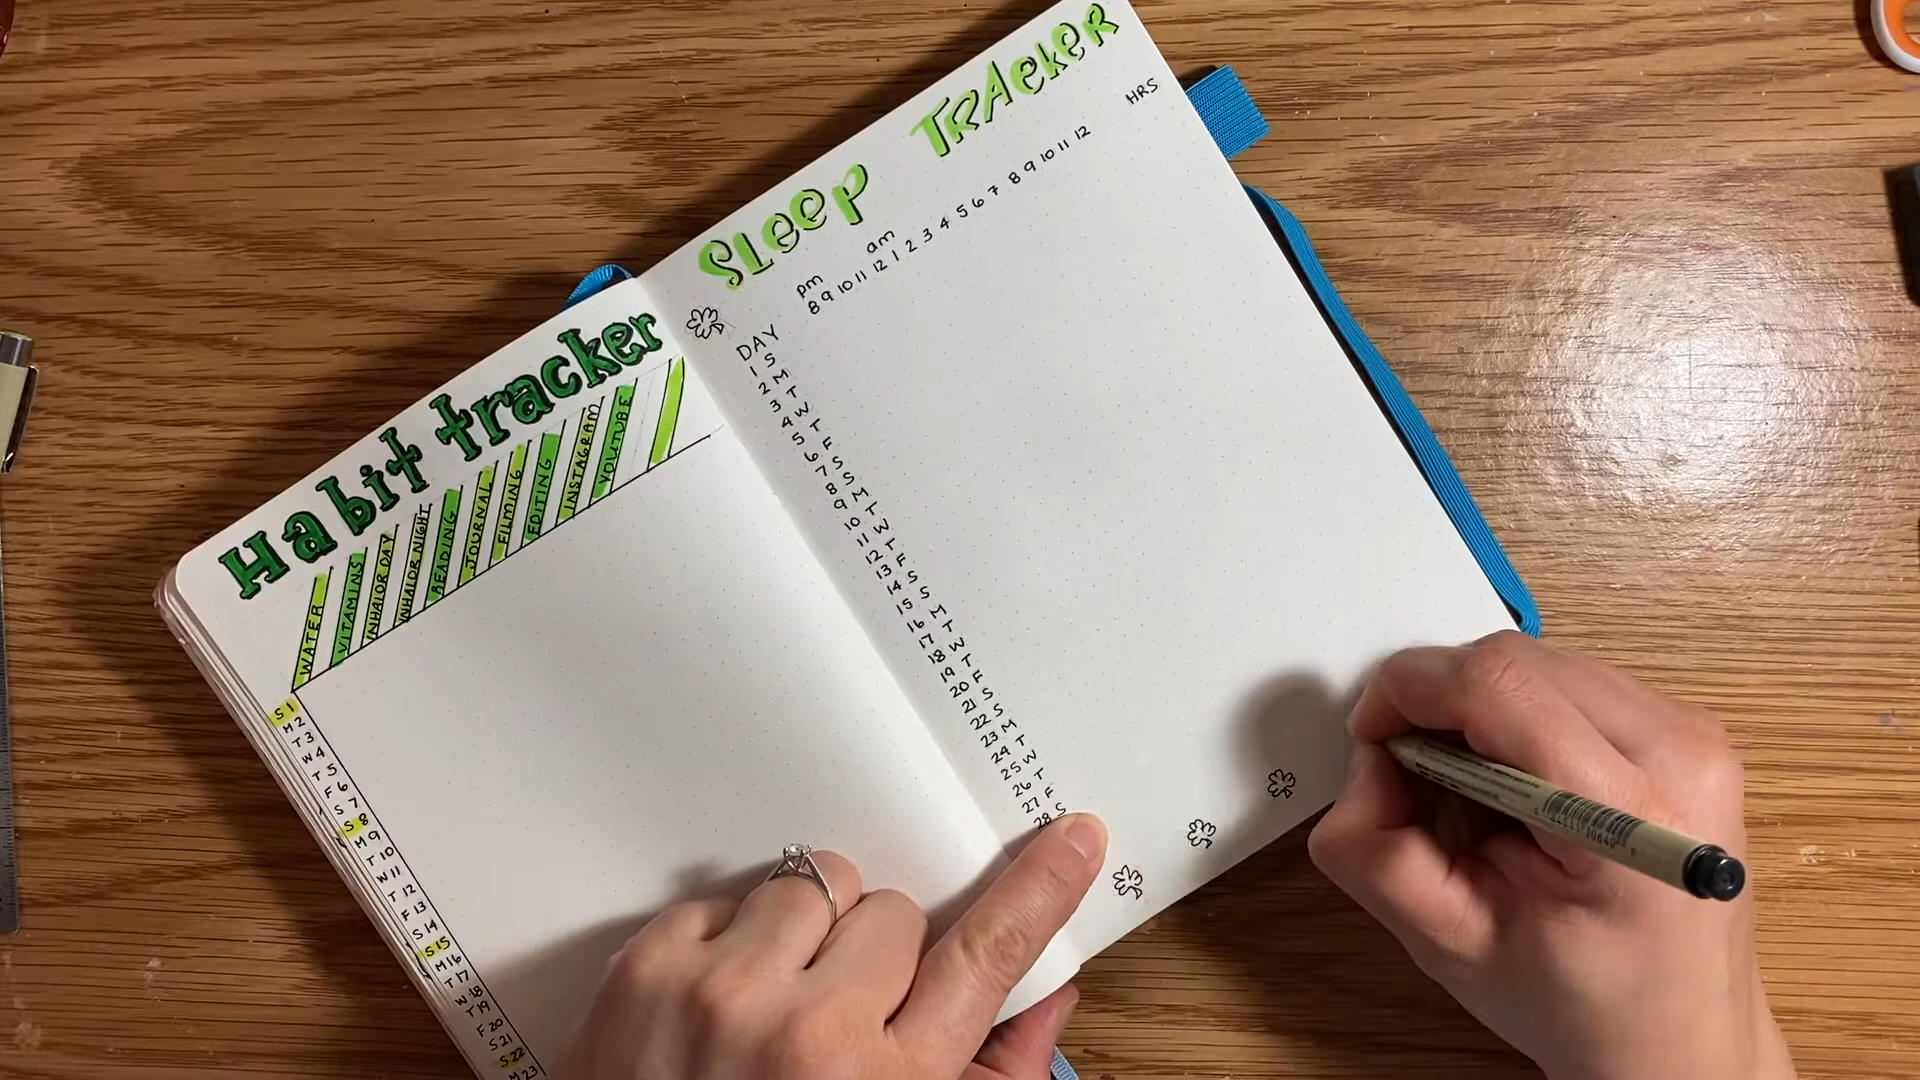 Habit tracker
WATER
VITAMINS
INHALOR DAY
INHALOR NIGHT
READING
JOURNAL
FILMING
EDITING
INSTAGRAM
YOUTUBE
S 1
M 2
T 3
W 4
T 5
F 6
S 7
S 8
M 9
T 10
W 11
T 12
F 13
S 14
S 15
M 16
T 17
W 18
T 19
F 20
S 21
S 22
M 23
SLeep TRAcker
HRS
pm am
8 9 10 11 12 1 2 3 4 5 6 7 8 9 10 11 12
DAY
1 S
2 M
3 T
4 W
5 T
6 F
7 S
8 S
9 M
10 T
11 W
12 T
13 F
14 S
15 S
16 M
17 T
18 W
19 T
20 F
21 S
22 S
23 M
24 T
25 W
26 T
27 F
28 S